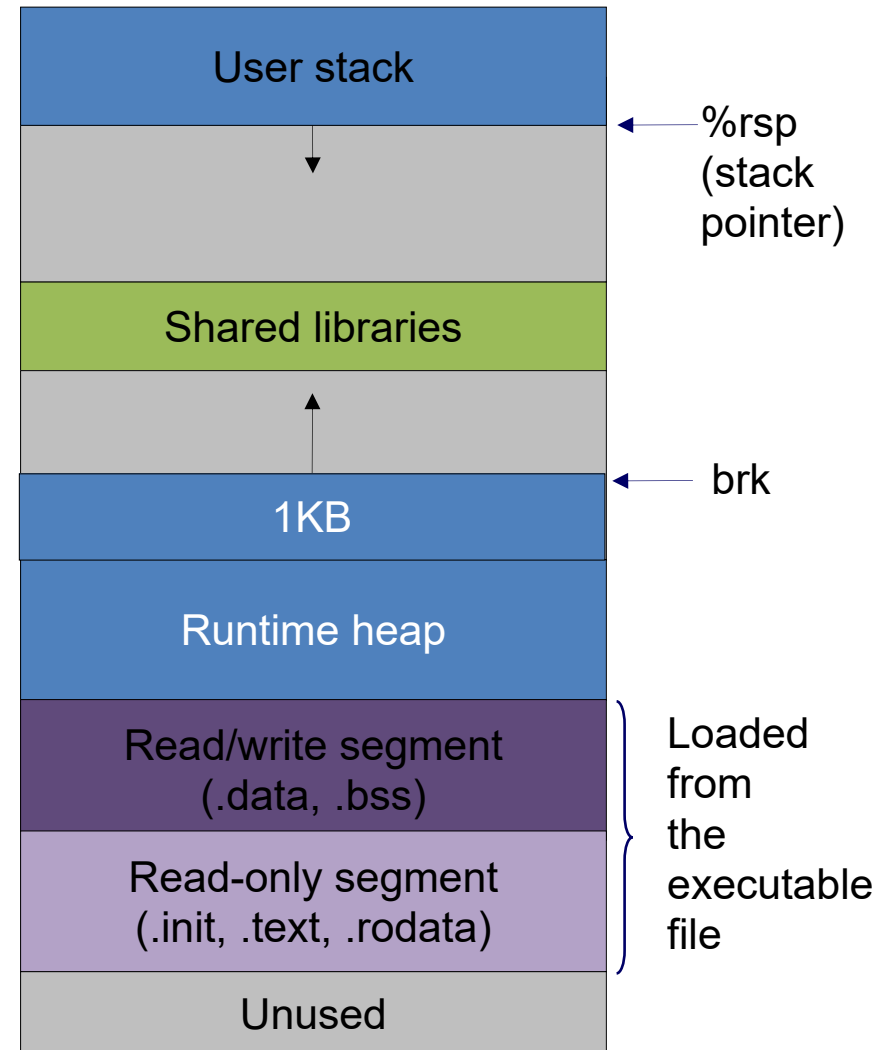 User stack
%rsp
(stack
pointer)
Shared libraries
brk
1KB
Runtime heap
Read/write segment
(.data, .bss)
Loaded
from
the
executable
file
Read-only segment
(.init, .text, .rodata)
Unused